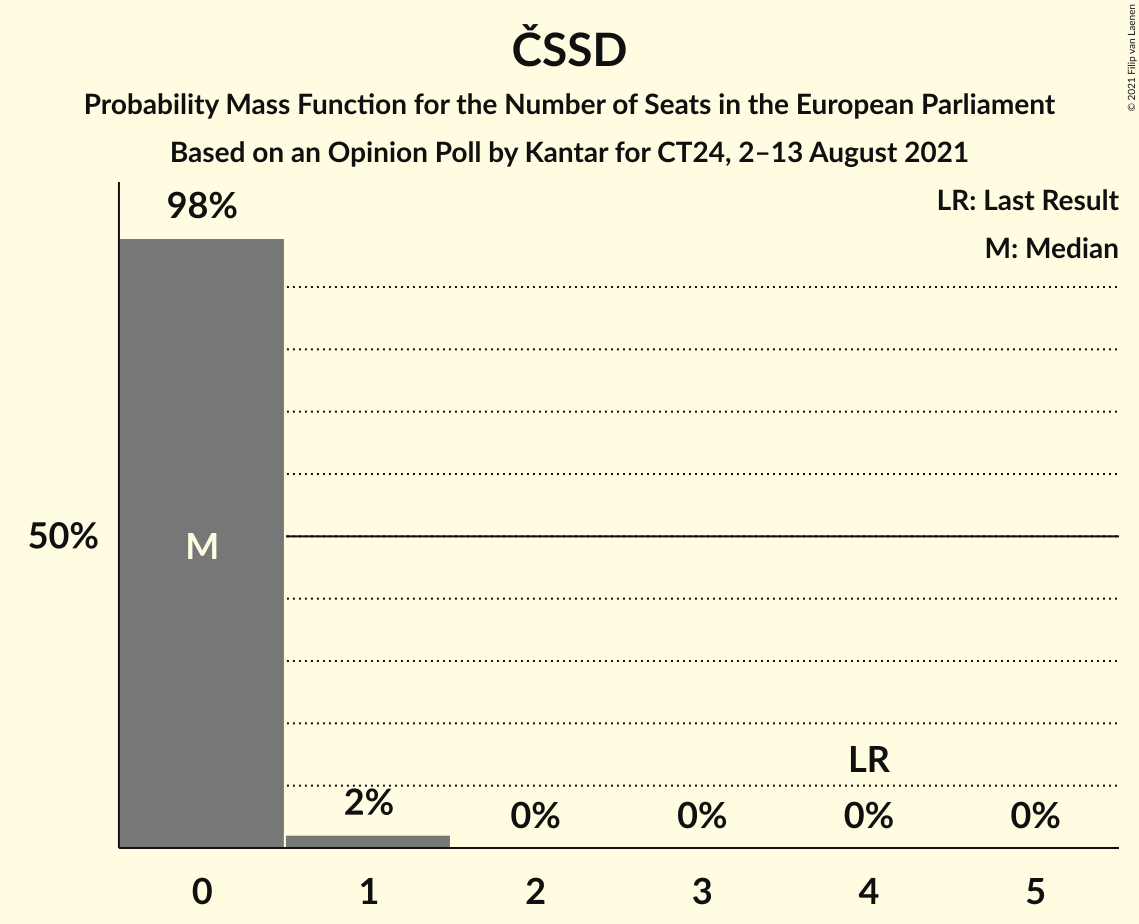 ČSSD
Probability Mass Function for the Number of Seats in the European Parliament
Based on an Opinion Poll by Kantar for CT24, 2–13 August 2021
© 2021 Filip van Laenen
LR: Last Result
M: Median
98%
50%
M
LR
2%
0%
0%
0%
0%
0 1 2 3 4 5